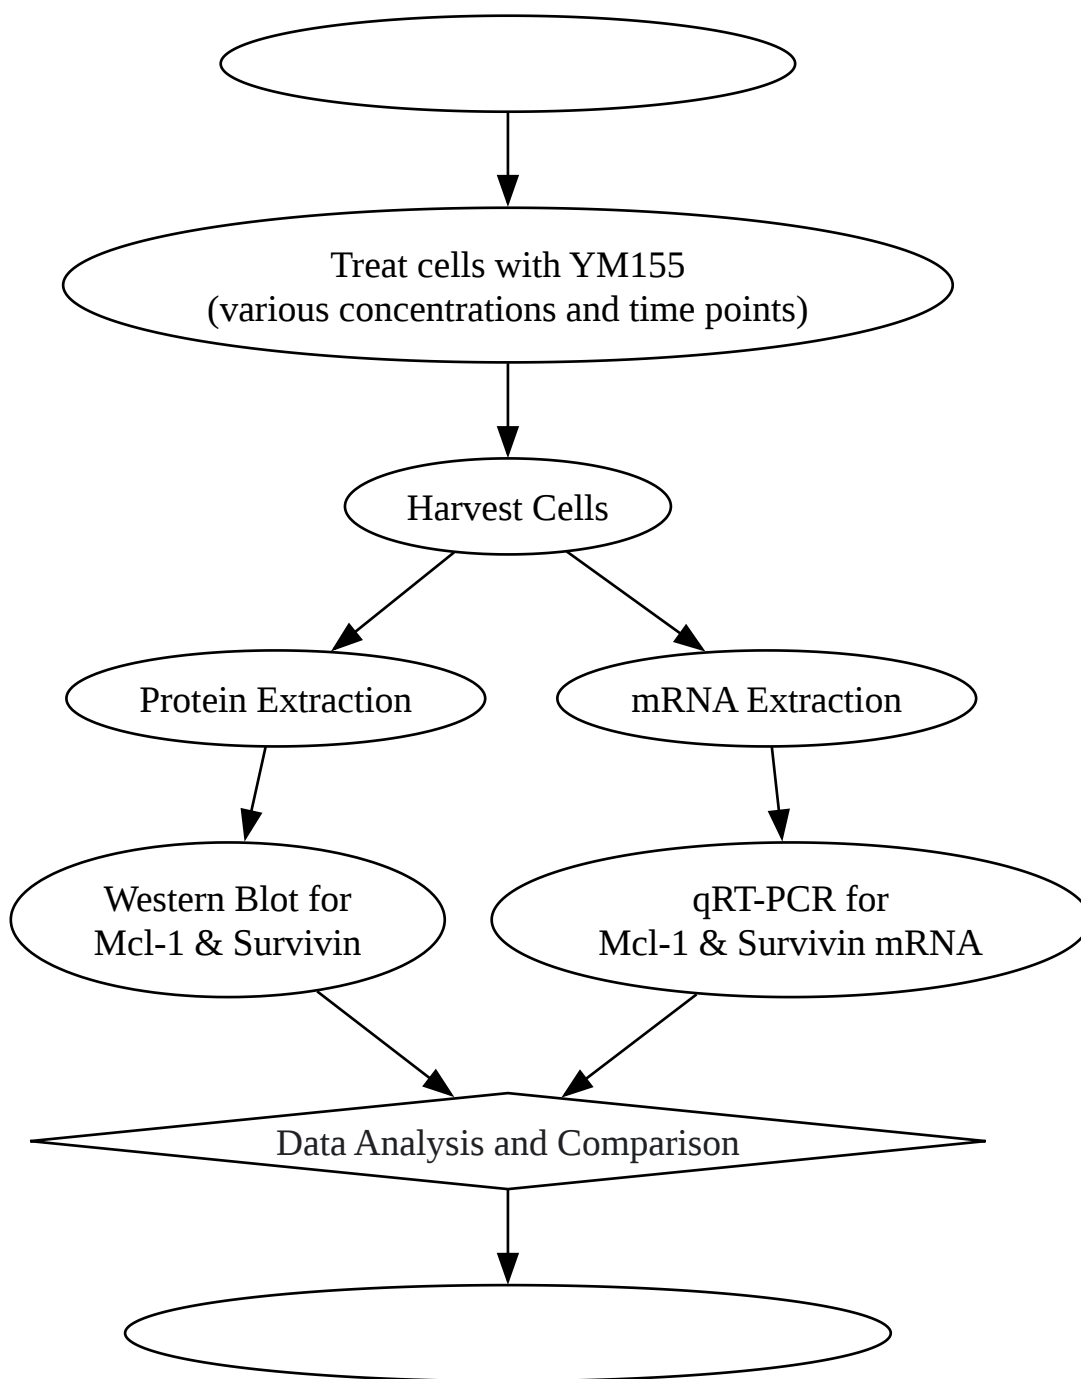 Treat cells with YM155
(various concentrations and time points)
Harvest Cells
Protein Extraction
mRNA Extraction
Western Blot for
Mcl-1 & Survivin
qRT-PCR for
Mcl-1 & Survivin mRNA
Data Analysis and Comparison